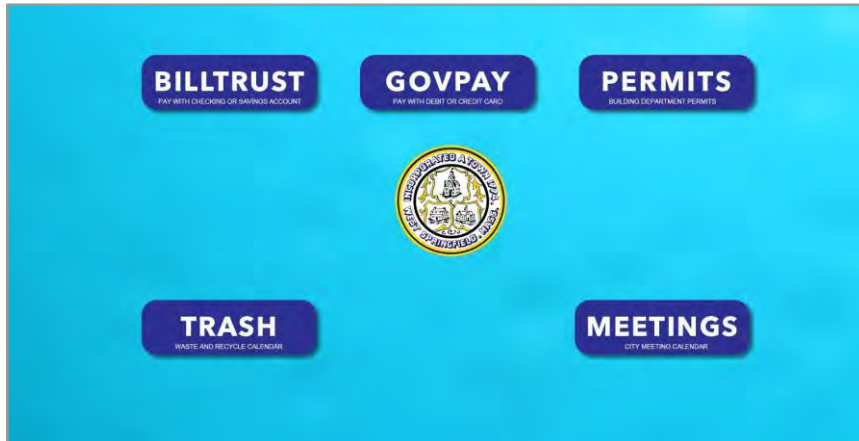 BILLTRUST
PAY WITH CHECKING OR SAVINGS ACCOUNT
GOVPAY
PAY WITH DEBIT OR CREDIT CARD
PERMITS
BUILDING DEPARTMENT PERMITS
INCORPORATED A TOWN 1774.
WEST SPRINGFIELD, MASS.
TRASH
WASTE AND RECYCLE CALENDAR
MEETINGS
CITY MEETING CALENDAR